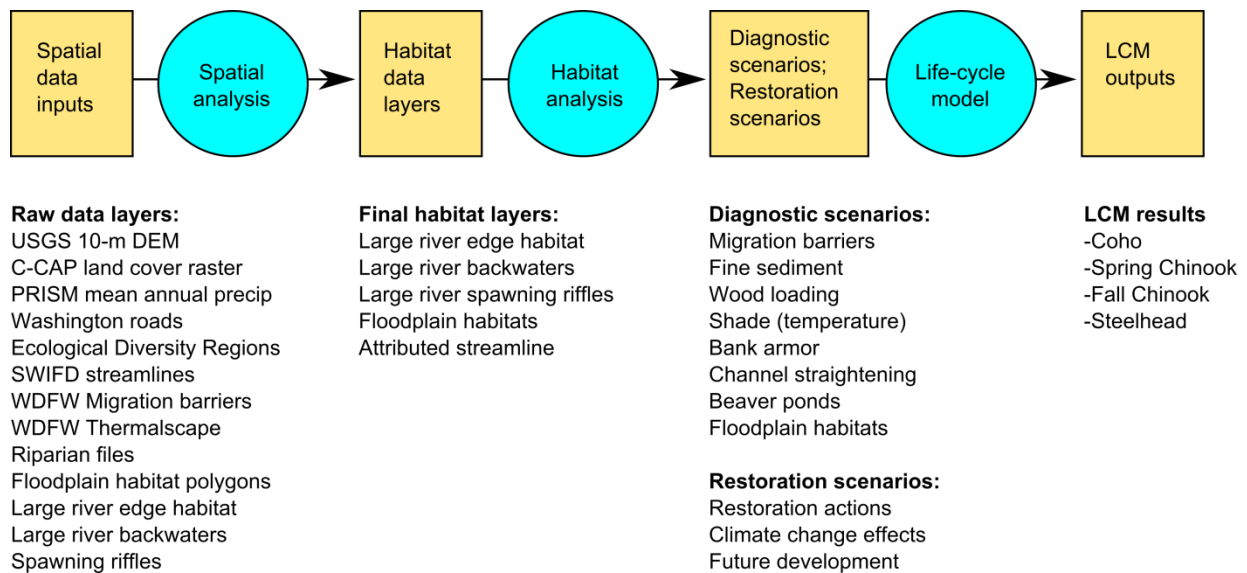 Spatial
data
inputs
Spatial
analysis
Habitat
data
layers
Habitat
analysis
Diagnostic
scenarios;
Restoration
scenarios
Life-cycle
model
LCM
outputs
Raw data layers:
USGS 10-m DEM
C-CAP land cover raster
PRISM mean annual precip
Washington roads
Ecological Diversity Regions
SWIFD streamlines
WDFW Migration barriers
WDFW Thermalscape
Riparian files
Floodplain habitat polygons
Large river edge habitat
Large river backwaters
Spawning riffles
Final habitat layers:
Large river edge habitat
Large river backwaters
Large river spawning riffles
Floodplain habitats
Attributed streamline
Diagnostic scenarios:
Migration barriers
Fine sediment
Wood loading
Shade (temperature)
Bank armor
Channel straightening
Beaver ponds
Floodplain habitats
Restoration scenarios:
Restoration actions
Climate change effects
Future development
LCM results
-Coho
-Spring Chinook
-Fall Chinook
-Steelhead